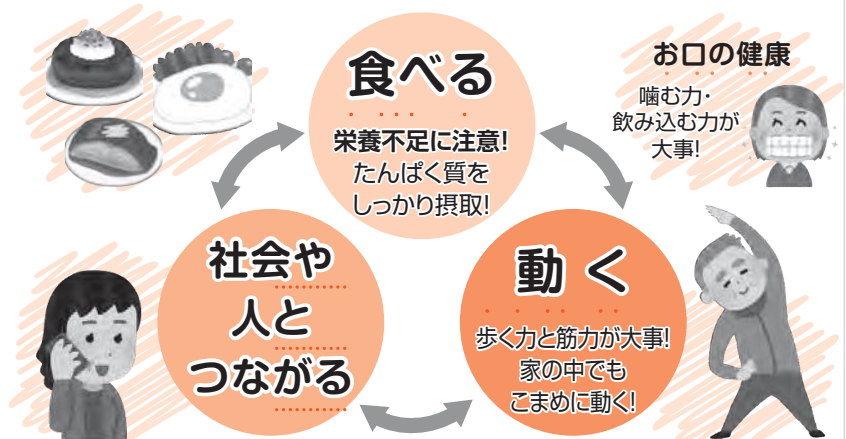 食べる
栄養不足に注意!
たんぱく質を
しっかり摂取!
お口の健康
噛む力・
飲み込む力が
大事!
社会や
人と
つながる
動く
歩く力と筋力が大事!
家の中でも
こまめに動く!